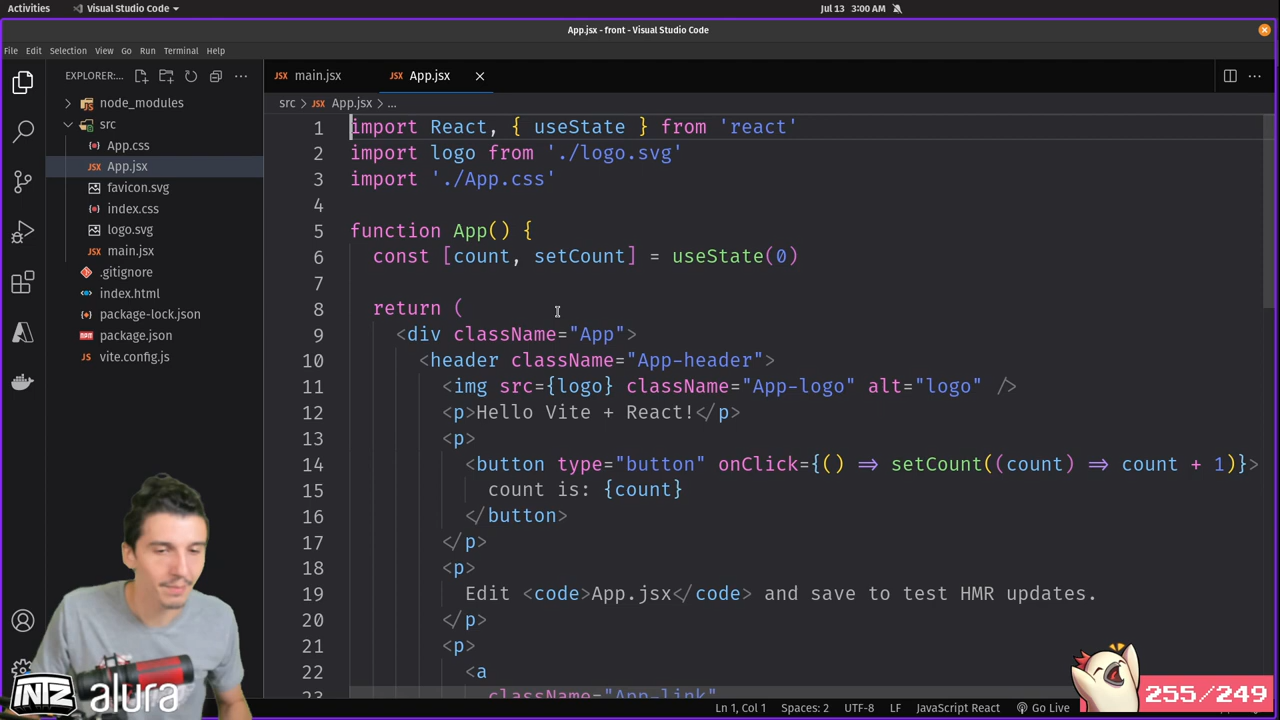 Activities
Visual Studio Code
Jul 13 3:00 AM
App.jsx - front - Visual Studio Code
File Edit Selection View Go Run Terminal Help
EXPLORER:...
main.jsx
App.jsx
src > App.jsx > ...
node_modules
src
App.css
App.jsx
favicon.svg
index.css
logo.svg
main.jsx
.gitignore
index.html
package-lock.json
package.json
vite.config.js
1 import React, { useState } from 'react'
2 import logo from './logo.svg'
3 import './App.css'
4
5 function App() {
6 const [count, setCount] = useState(0)
7
8 return (
9 <div className="App">
10 <header className="App-header">
11 <img src={logo} className="App-logo" alt="logo" />
12 <p>Hello Vite + React!</p>
13 <p>
14 <button type="button" onClick={() => setCount((count) => count + 1)}>
15 count is: {count}
16 </button>
17 </p>
18 <p>
19 Edit <code>App.jsx</code> and save to test HMR updates.
20 </p>
21 <p>
22 <a
23 className="App-link"
NTZ alura
255/249
Ln 1, Col 1 Spaces: 2 UTF-8 LF JavaScript React Go Live